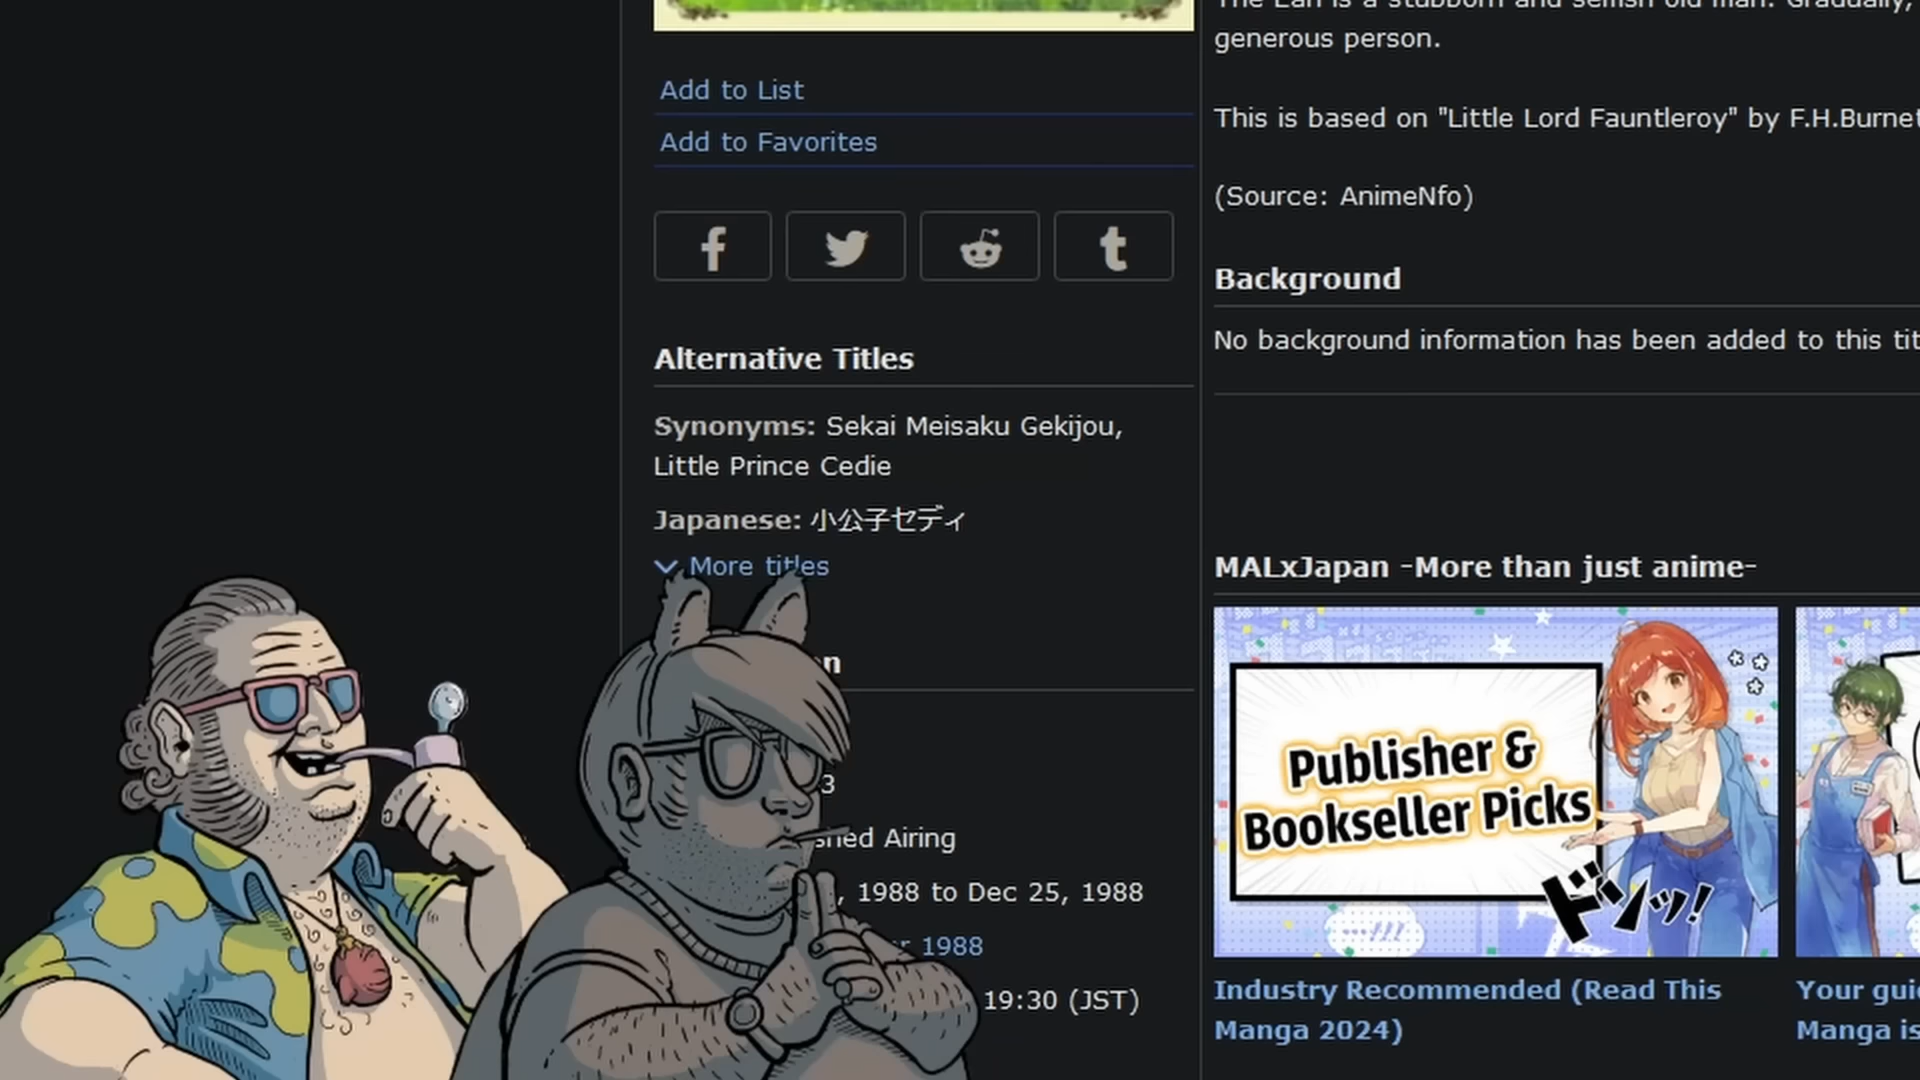 generous person.
This is based on "Little Lord Fauntleroy" by F.H.Burnet
(Source: AnimeNfo)
Background
No background information has been added to this tit
Add to List
Add to Favorites
Alternative Titles
Synonyms: Sekai Meisaku Gekijou,
Little Prince Cedie
Japanese: 小公子セディ
More titles
n
3
shed Airing
, 1988 to Dec 25, 1988
r 1988
19:30 (JST)
MALxJapan -More than just anime-
Publisher &
Bookseller Picks
ドンッ!
Industry Recommended (Read This
Manga 2024)
Your gui
Manga is